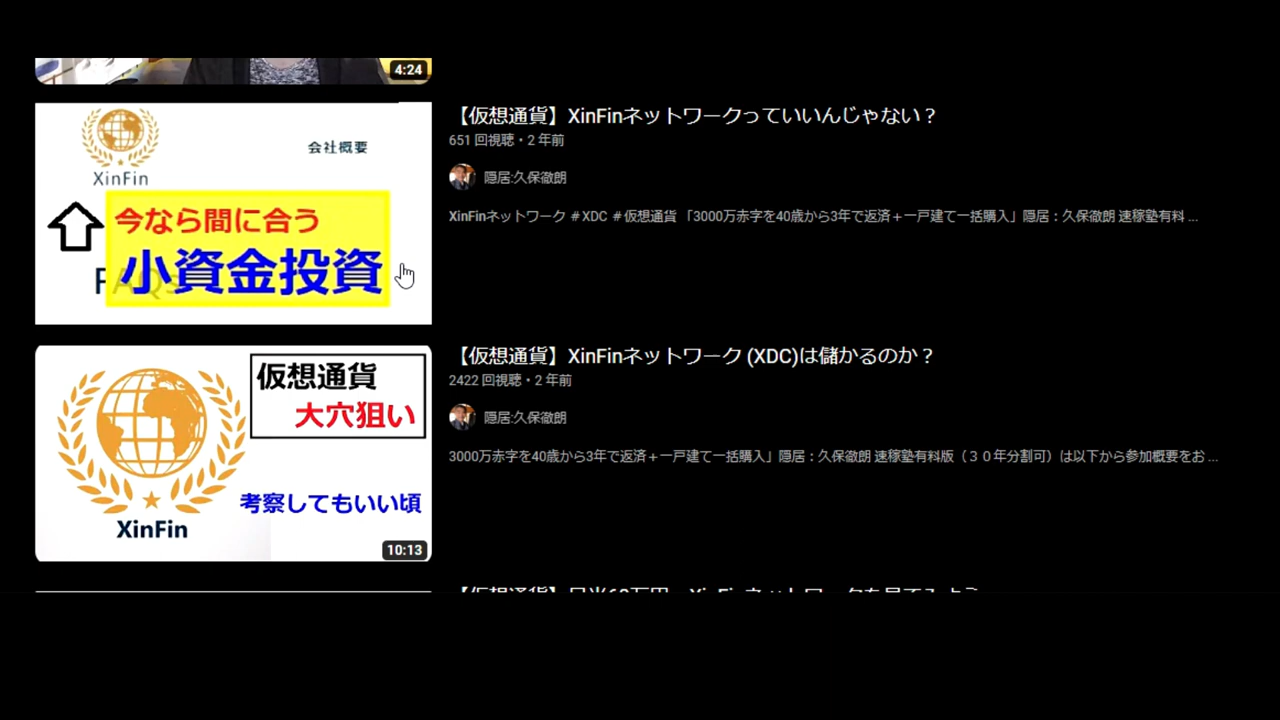 4:24
【仮想通貨】XinFinネットワークっていいんじゃない？
651 回視聴・2 年前
隠居:久保徹朗
XinFinネットワーク ＃XDC ＃仮想通貨 「3000万赤字を40歳から3年で返済＋一戸建て一括購入」隠居：久保徹朗 速稼塾有料 ...
XinFin
会社概要
今なら間に合う
小資金投資
【仮想通貨】XinFinネットワーク (XDC)は儲かるのか？
2422 回視聴・2 年前
隠居:久保徹朗
3000万赤字を40歳から3年で返済＋一戸建て一括購入」隠居：久保徹朗 速稼塾有料版（３０年分割可）は以下から参加概要をお ...
仮想通貨
大穴狙い
考察してもいい頃
XinFin
10:13